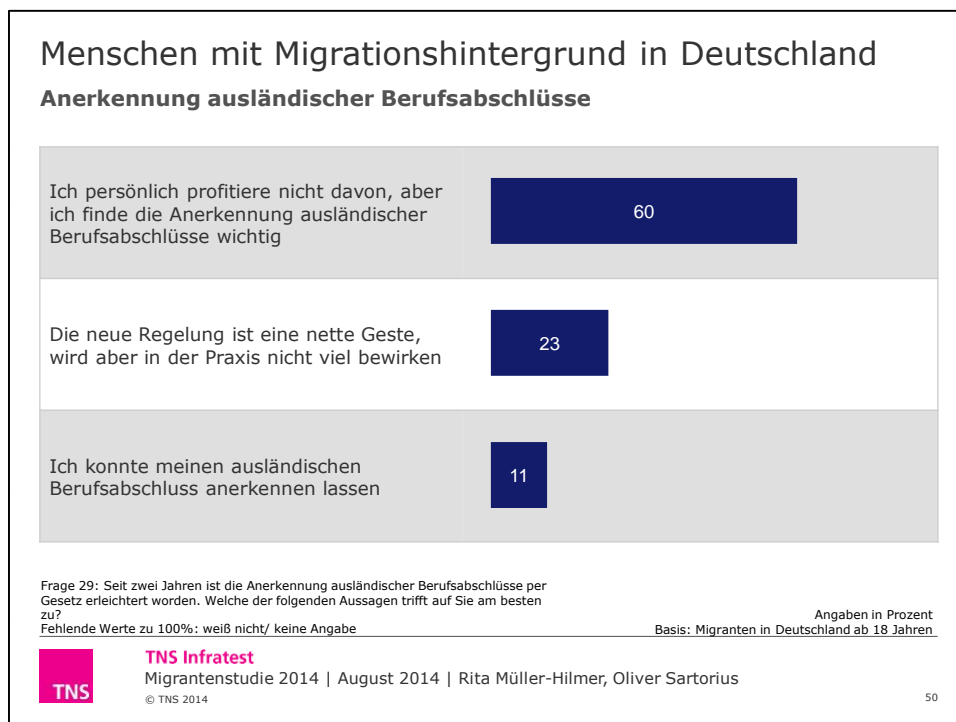 Menschen mit Migrationshintergrund in Deutschland
Anerkennung ausländischer Berufsabschlüsse
Ich persönlich profitiere nicht davon, aber
ich finde die Anerkennung ausländischer
Berufsabschlüsse wichtig
60
Die neue Regelung ist eine nette Geste,
wird aber in der Praxis nicht viel bewirken
23
Ich konnte meinen ausländischen
Berufsabschluss anerkennen lassen
11
Frage 29: Seit zwei Jahren ist die Anerkennung ausländischer Berufsabschlüsse per
Gesetz erleichtert worden. Welche der folgenden Aussagen trifft auf Sie am besten
zu?
Fehlende Werte zu 100%: weiß nicht/ keine Angabe
Angaben in Prozent
Basis: Migranten in Deutschland ab 18 Jahren
TNS
TNS Infratest
Migrantenstudie 2014 | August 2014 | Rita Müller-Hilmer, Oliver Sartorius
© TNS 2014
50